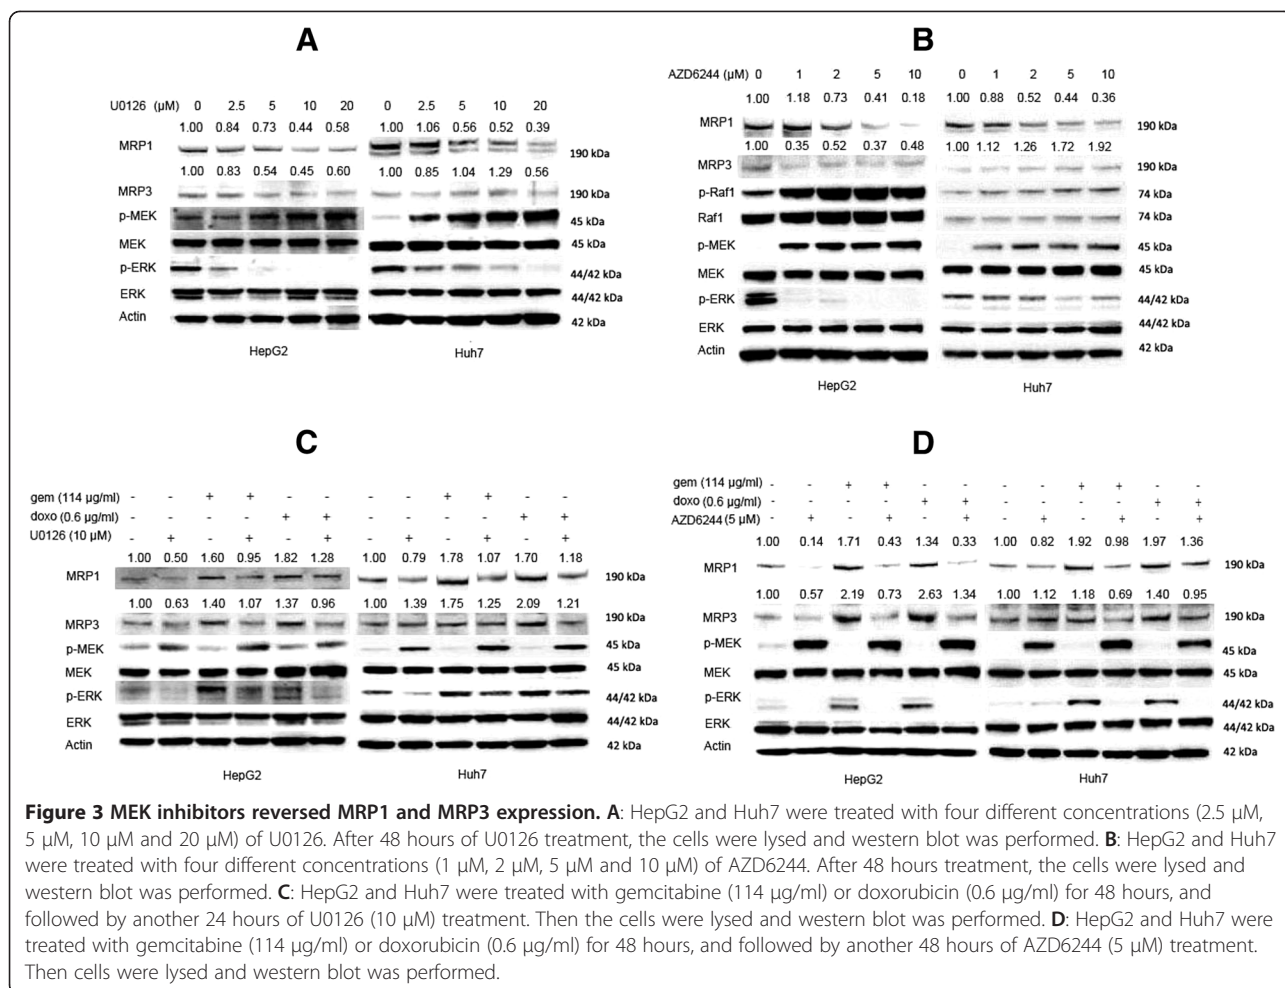 A
U0126 (µM) 0 2.5 5 10 20 0 2.5 5 10 20
1.00 0.84 0.73 0.44 0.58 1.00 1.06 0.56 0.52 0.39
MRP1 190 kDa
1.00 0.83 0.54 0.45 0.60 1.00 0.85 1.04 1.29 0.56
MRP3 190 kDa
p-MEK 45 kDa
MEK 45 kDa
p-ERK 44/42 kDa
ERK 44/42 kDa
Actin 42 kDa
HepG2 Huh7
B
AZD6244 (µM) 0 1 2 5 10 0 1 2 5 10
1.00 1.18 0.73 0.41 0.18 1.00 0.88 0.52 0.44 0.36
MRP1 190 kDa
1.00 0.35 0.52 0.37 0.48 1.00 1.12 1.26 1.72 1.92
MRP3 190 kDa
p-Raf1 74 kDa
Raf1 74 kDa
p-MEK 45 kDa
MEK 45 kDa
p-ERK 44/42 kDa
ERK 44/42 kDa
Actin 42 kDa
HepG2 Huh7
C
gem (114 µg/ml) - - + + - - - - + + - -
doxo (0.6 µg/ml) - - - - + + - - - - + +
U0126 (10 µM) - + - + - + - + - + - +
1.00 0.50 1.60 0.95 1.82 1.28 1.00 0.79 1.78 1.07 1.70 1.18
MRP1 190 kDa
1.00 0.63 1.40 1.07 1.37 0.96 1.00 1.39 1.75 1.25 2.09 1.21
MRP3 190 kDa
p-MEK 45 kDa
MEK 45 kDa
p-ERK 44/42 kDa
ERK 44/42 kDa
Actin 42 kDa
HepG2 Huh7
D
gem (114 µg/ml) - - + + - - - - + + - -
doxo (0.6 µg/ml) - - - - + + - - - - + +
AZD6244 (5 µM) - + - + - + - + - + - +
1.00 0.14 1.71 0.43 1.34 0.33 1.00 0.82 1.92 0.98 1.97 1.36
MRP1 190 kDa
1.00 0.57 2.19 0.73 2.63 1.34 1.00 1.12 1.18 0.69 1.40 0.95
MRP3 190 kDa
p-MEK 45 kDa
MEK 45 kDa
p-ERK 44/42 kDa
ERK 44/42 kDa
Actin 42 kDa
HepG2 Huh7
Figure 3 MEK inhibitors reversed MRP1 and MRP3 expression. A: HepG2 and Huh7 were treated with four different concentrations (2.5 µM,
5 µM, 10 µM and 20 µM) of U0126. After 48 hours of U0126 treatment, the cells were lysed and western blot was performed. B: HepG2 and Huh7
were treated with four different concentrations (1 µM, 2 µM, 5 µM and 10 µM) of AZD6244. After 48 hours treatment, the cells were lysed and
western blot was performed. C: HepG2 and Huh7 were treated with gemcitabine (114 µg/ml) or doxorubicin (0.6 µg/ml) for 48 hours, and
followed by another 24 hours of U0126 (10 µM) treatment. Then the cells were lysed and western blot was performed. D: HepG2 and Huh7 were
treated with gemcitabine (114 µg/ml) or doxorubicin (0.6 µg/ml) for 48 hours, and followed by another 48 hours of AZD6244 (5 µM) treatment.
Then cells were lysed and western blot was performed.